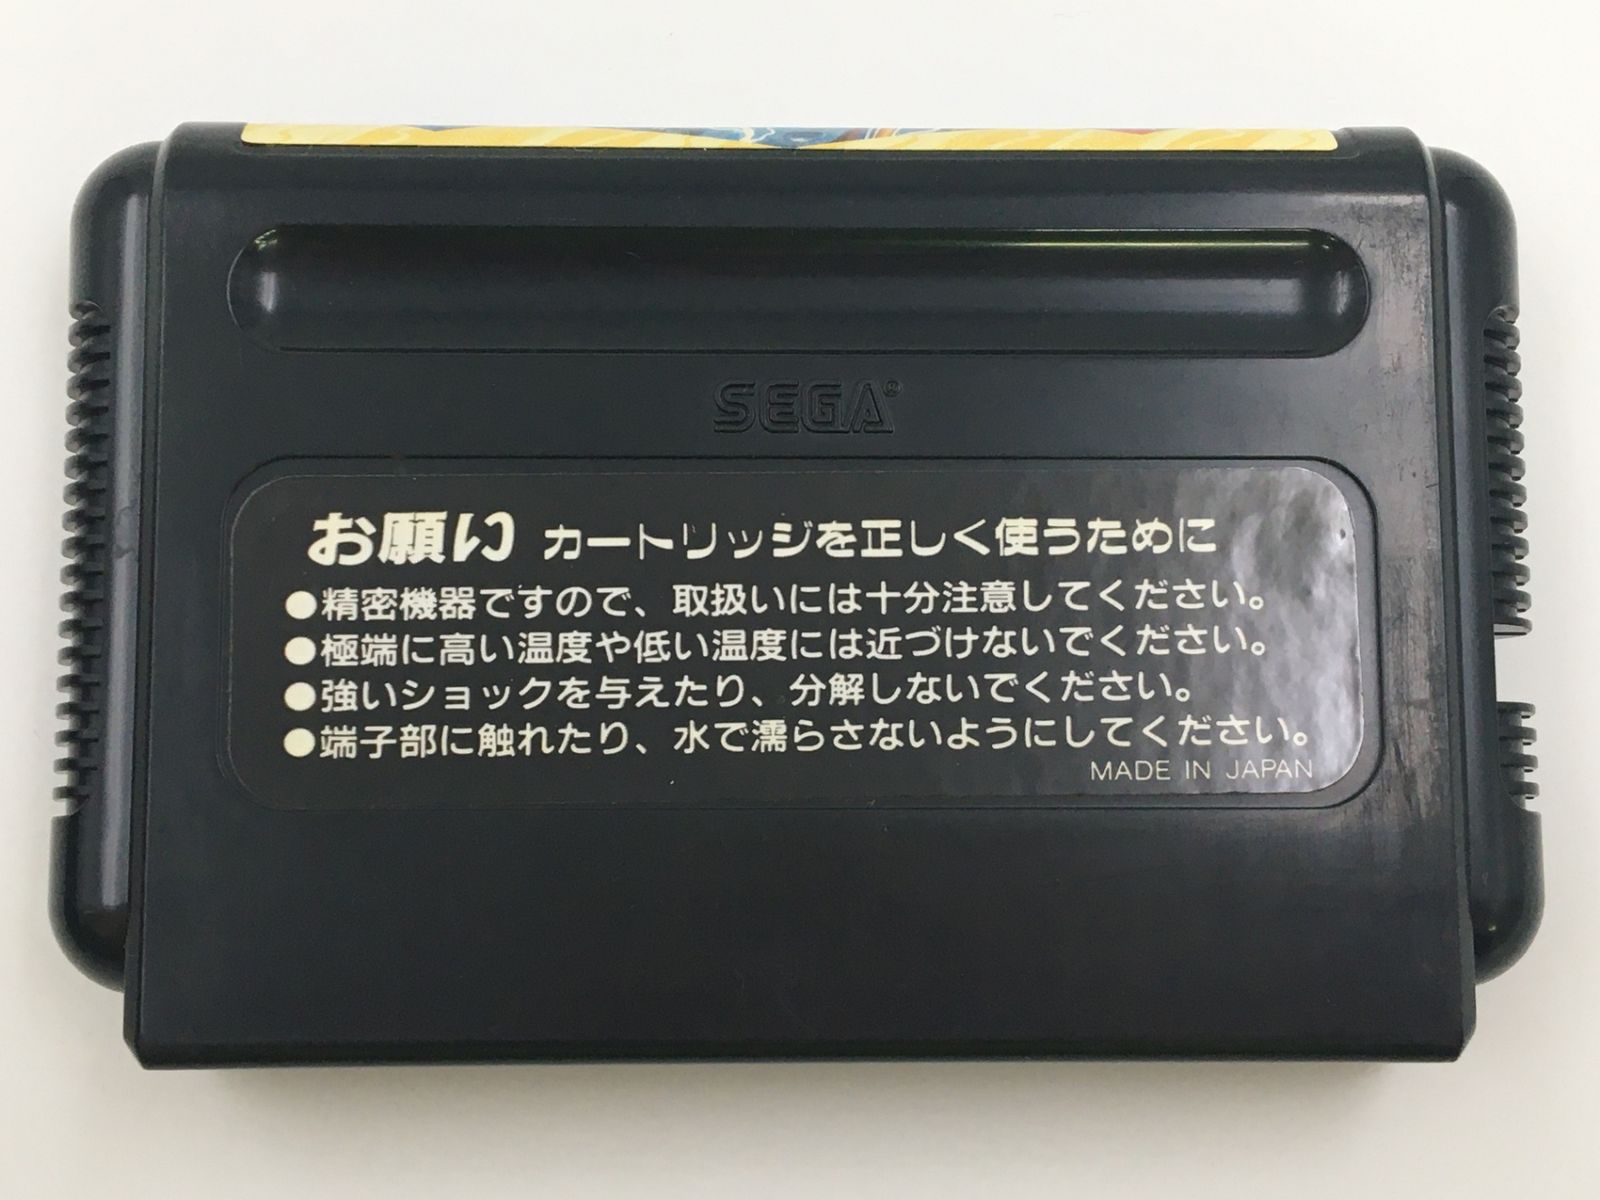 SEGA®
お願い カートリッジを正しく使うために
●精密機器ですので、取扱いには十分注意してください。
●極端に高い温度や低い温度には近づけないでください。
●強いショックを与えたり、分解しないでください。
●端子部に触れたり、水で濡らさないようにしてください。
MADE IN JAPAN